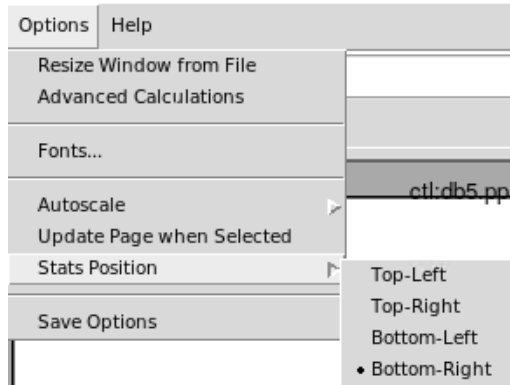 Options Help
Resize Window from File
Advanced Calculations
Fonts...
Autoscale
Update Page when Selected
Stats Position
Save Options
ctl:db5.pp
Top-Left
Top-Right
Bottom-Left
• Bottom-Right